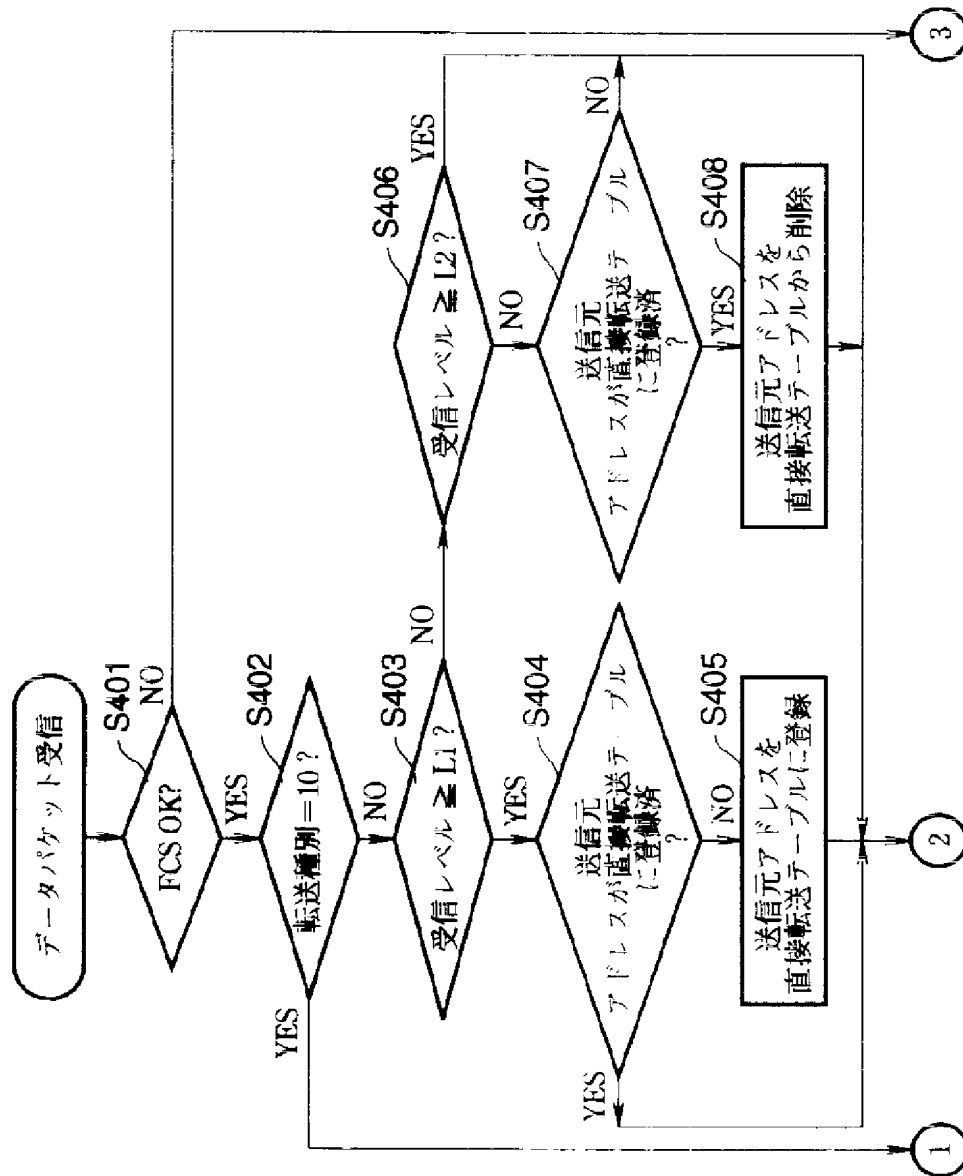 データパケット受信
S401
FCS OK?
NO
YES
S402
転送種別=10?
YES
NO
S403
受信レベル≧L1?
NO
YES
S404
送信元
アドレスが直接転送テーブル
に登録済
?
YES
NO
S405
送信元アドレスを
直接転送テーブルに登録
S406
受信レベル≧L2?
YES
NO
S407
送信元
アドレスが直接転送テーブル
に登録済
?
NO
YES
S408
送信元アドレスを
直接転送テーブルから削除
1
2
3